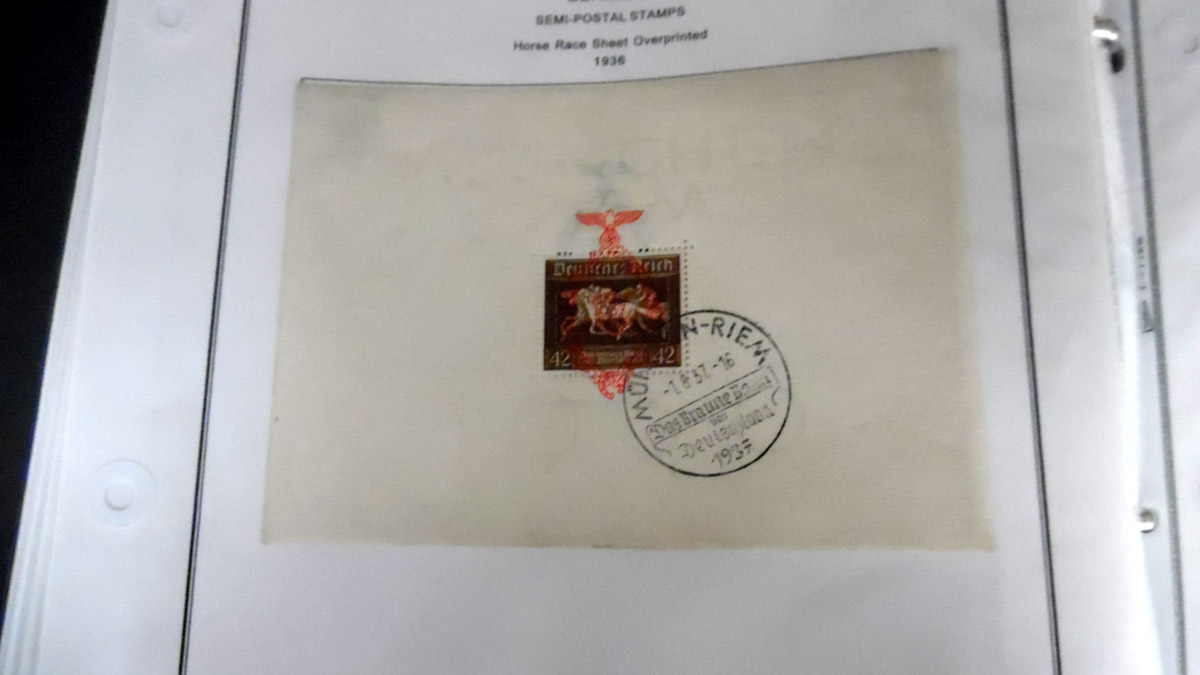 SEMI-POSTAL STAMPS
Horse Race Sheet Overprinted
1936
Deutsches Reich
42 42
MÜN N-RIEM
-1.8.37.-16
Das Braune Band
von
Deutschland
1937